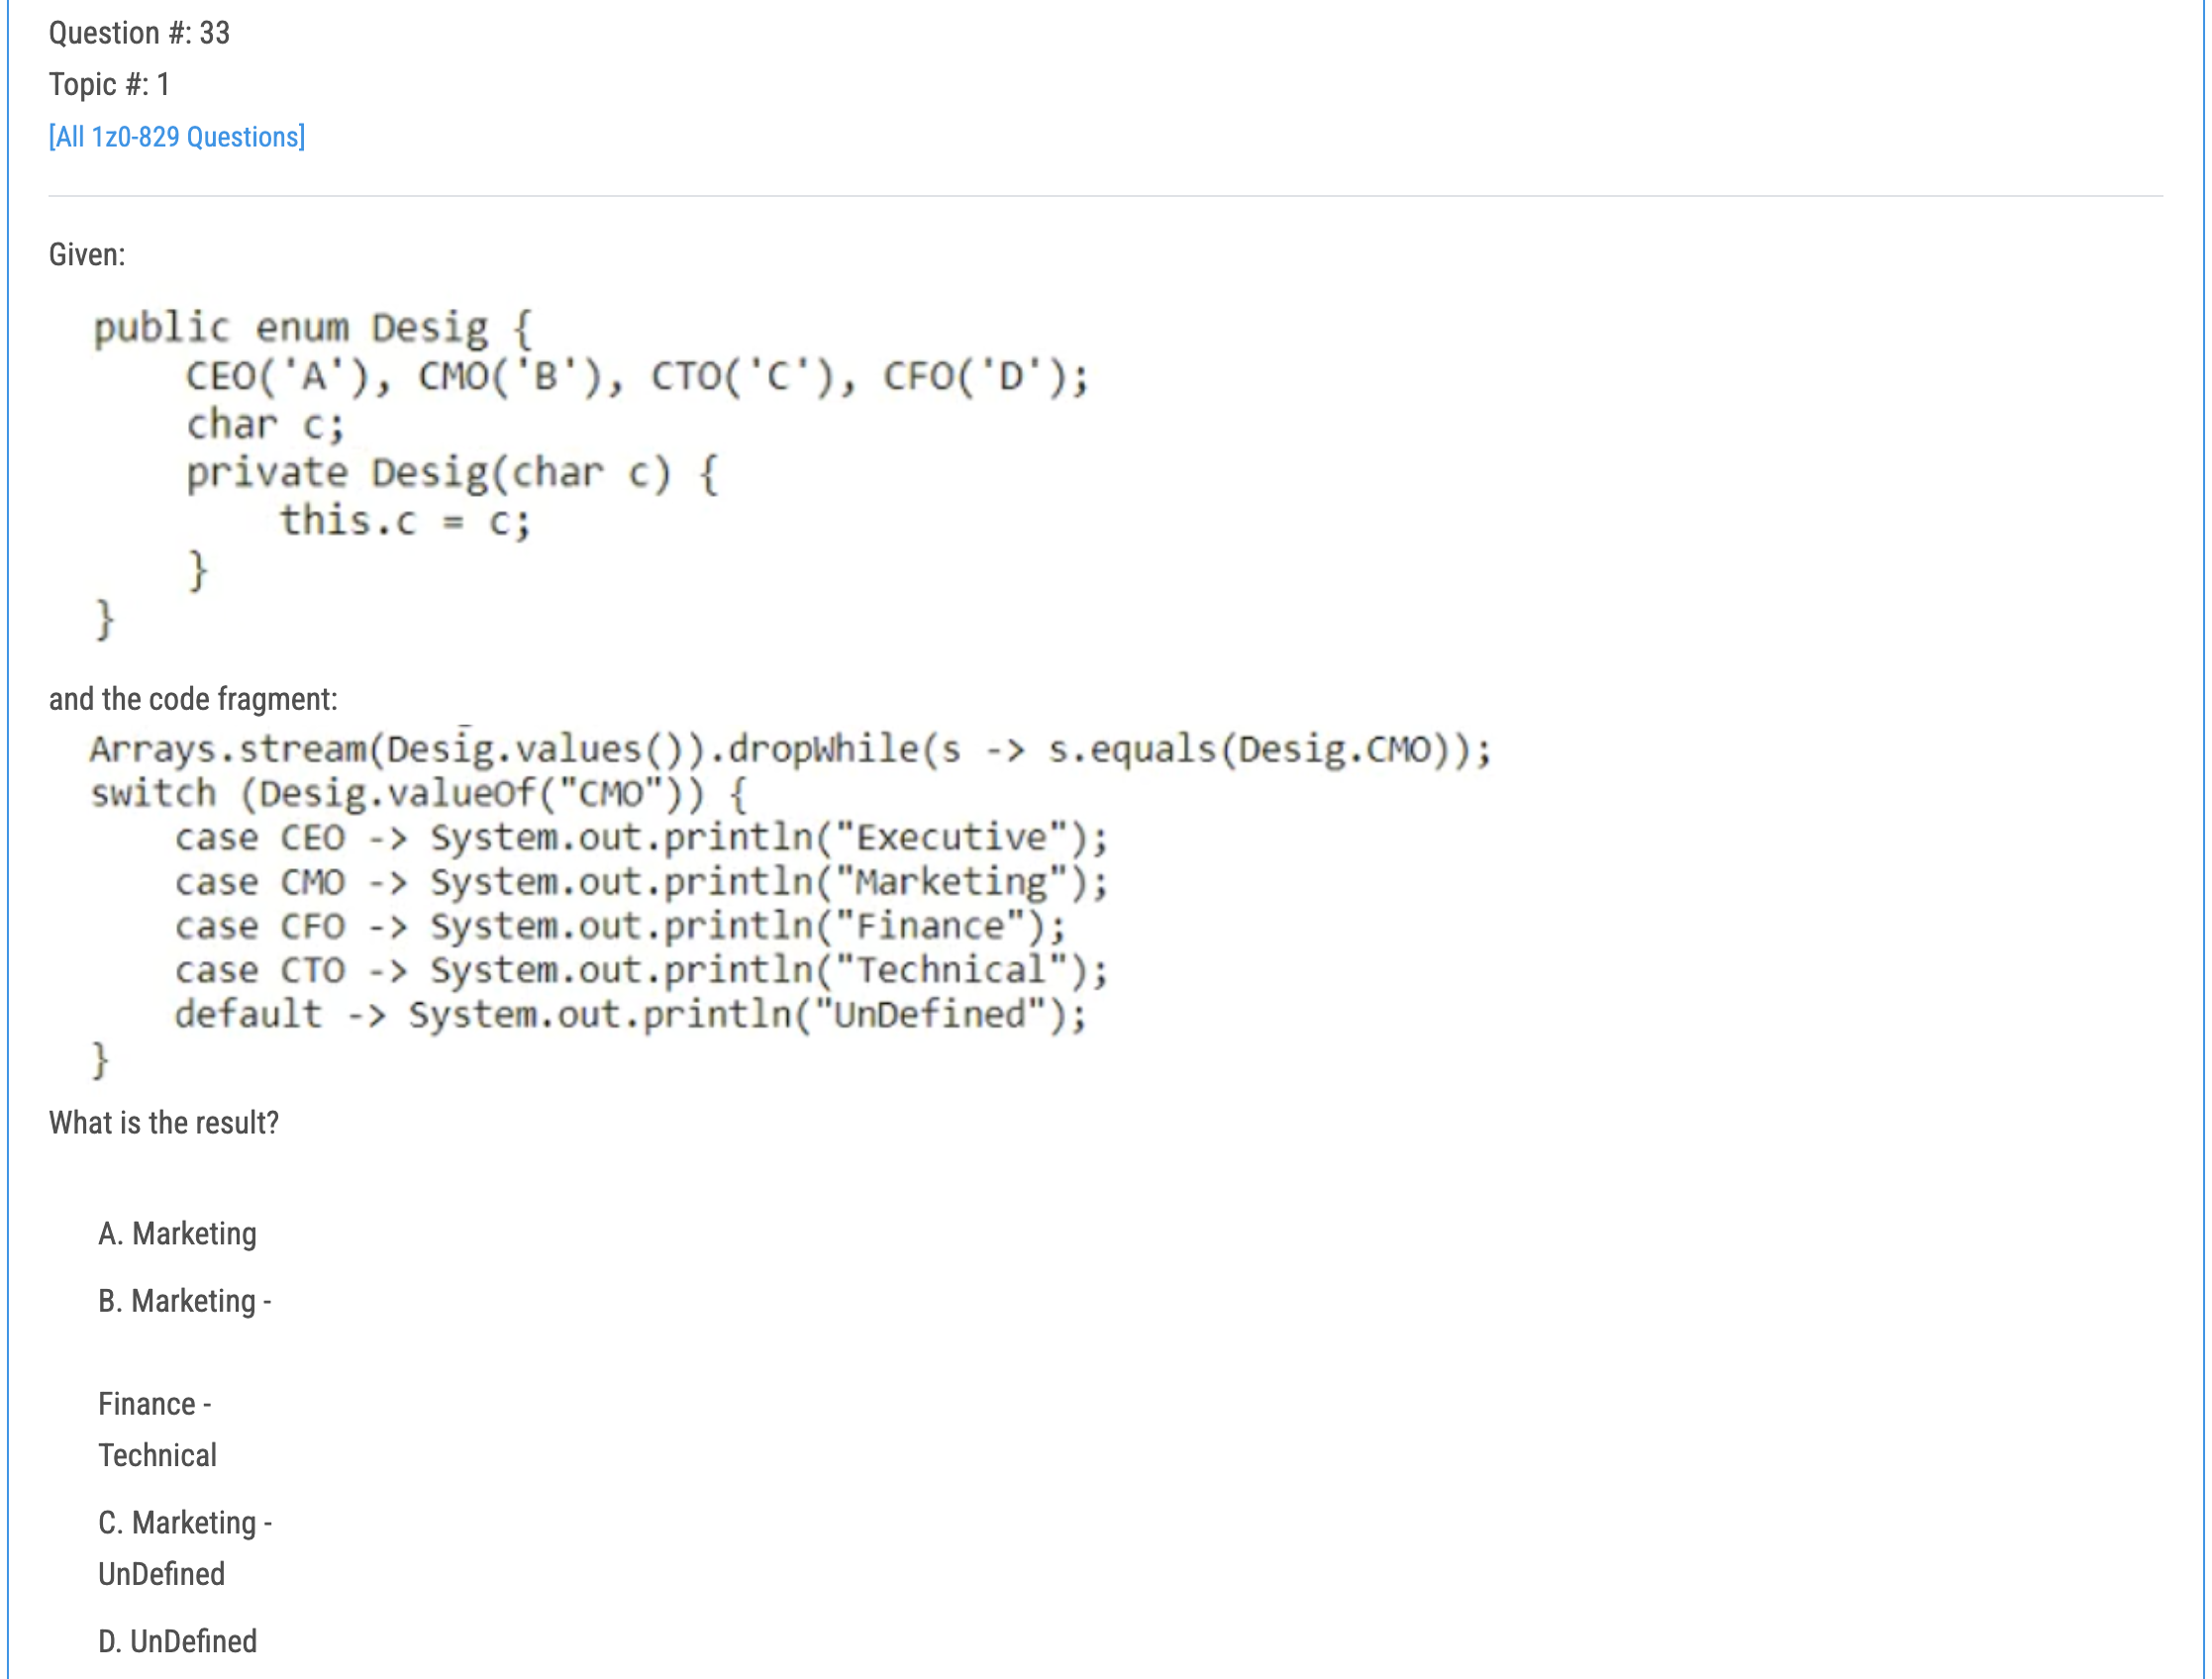 Question #: 33
Topic #: 1
[All 1z0-829 Questions]
Given:
public enum Desig {
    CEO('A'), CMO('B'), CTO('C'), CFO('D');
    char c;
    private Desig(char c) {
        this.c = c;
    }
}
and the code fragment:
Arrays.stream(Desig.values()).dropWhile(s -> s.equals(Desig.CMO));
switch (Desig.valueOf("CMO")) {
    case CEO -> System.out.println("Executive");
    case CMO -> System.out.println("Marketing");
    case CFO -> System.out.println("Finance");
    case CTO -> System.out.println("Technical");
    default -> System.out.println("UnDefined");
}
What is the result?
A. Marketing
B. Marketing -
Finance -
Technical
C. Marketing -
UnDefined
D. UnDefined